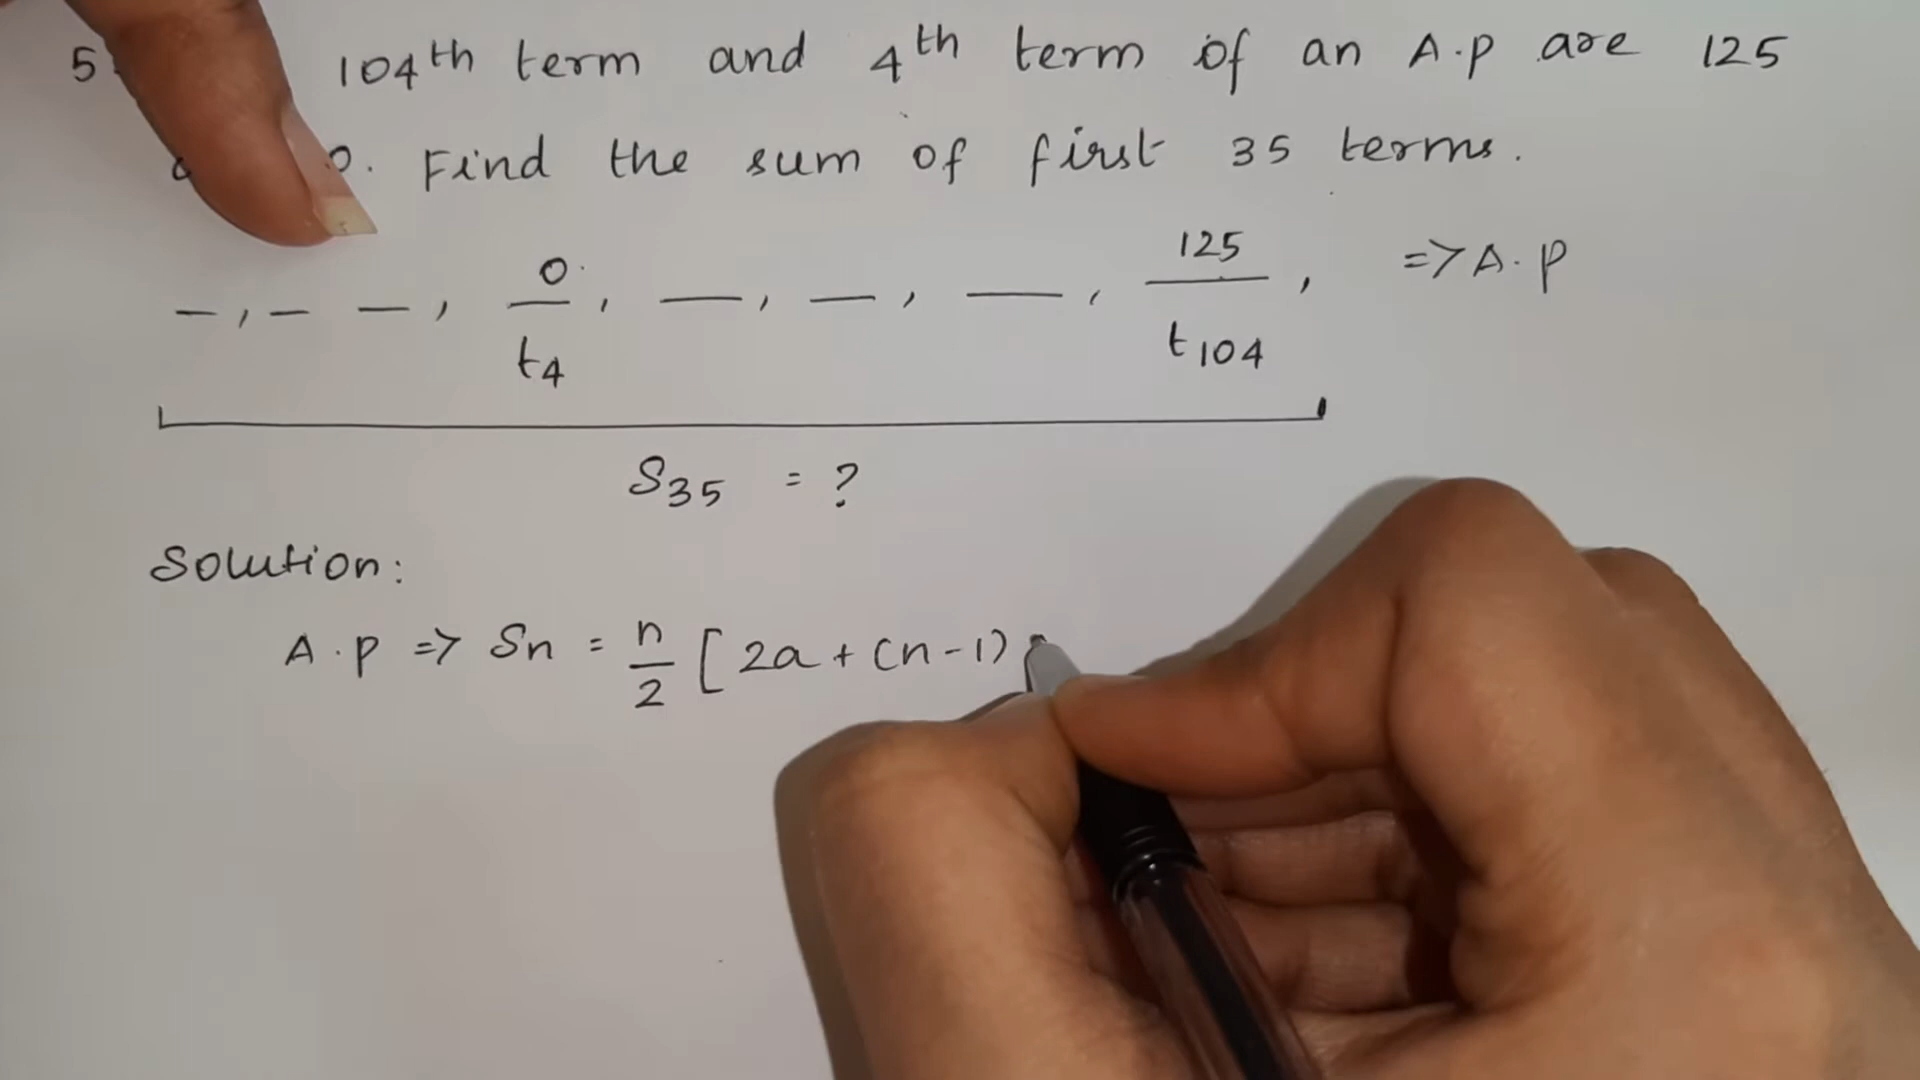 5
104th term and 4th term of an A.p are 125
0. Find the sum of first 35 terms.
_, _ _, 0, _, _, _, 125, => A.p
t4 t104
S35 = ?
Solution:
A.p => Sn = n/2 [2a + (n-1)